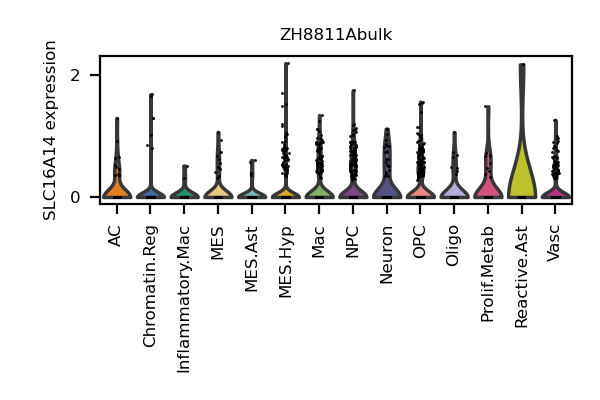 ZH8811Abulk
SLC16A14 expression
2
0
AC
Chromatin.Reg
Inflammatory.Mac
MES
MES.Ast
MES.Hyp
Mac
NPC
Neuron
OPC
Oligo
Prolif.Metab
Reactive.Ast
Vasc